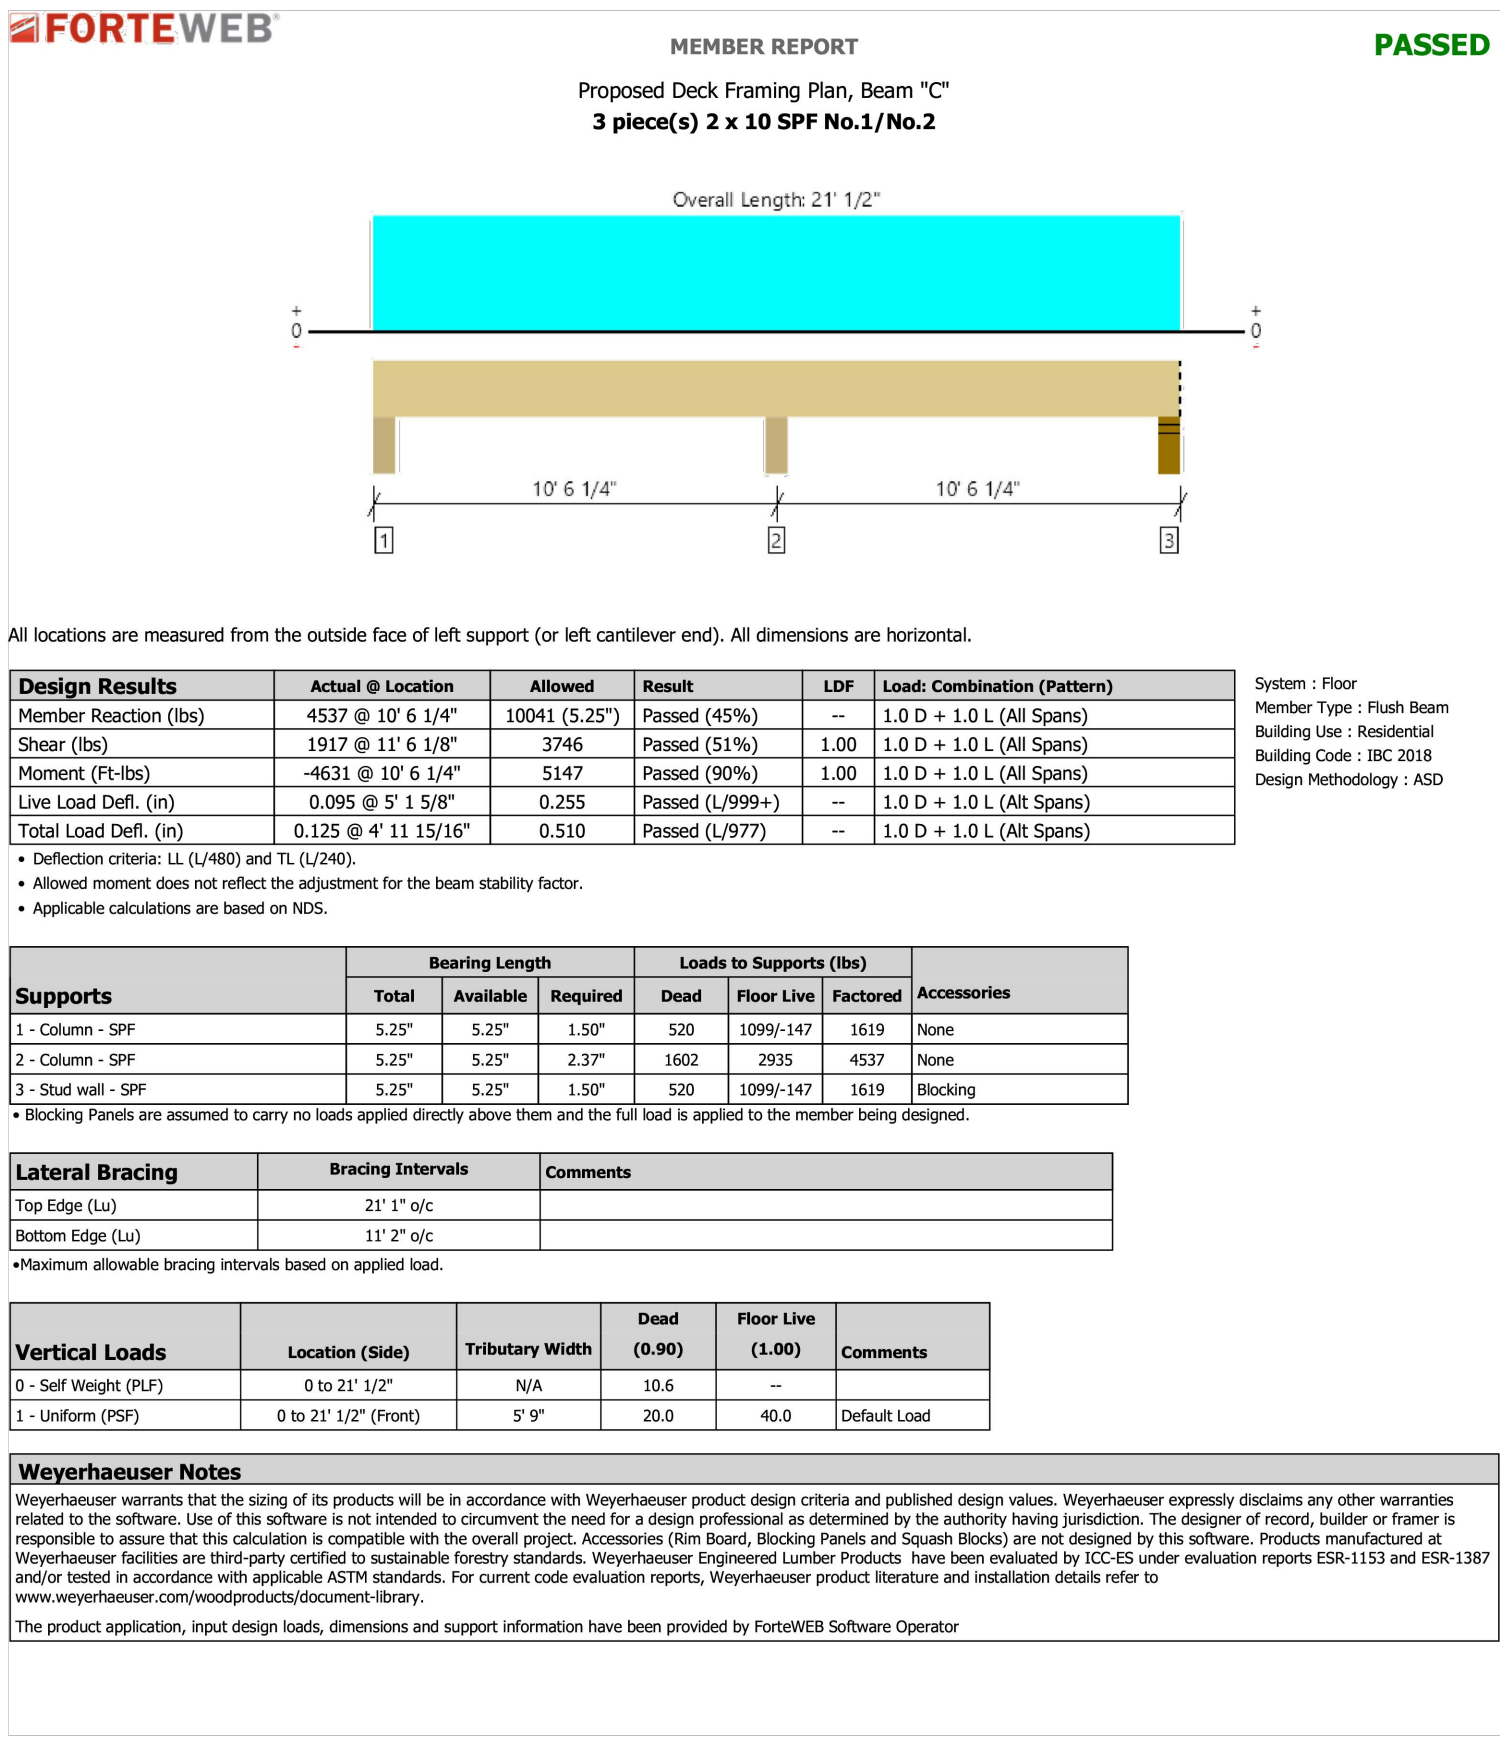 FORTEWEB®
MEMBER REPORT
PASSED
Proposed Deck Framing Plan, Beam "C"
3 piece(s) 2 x 10 SPF No.1/No.2
Overall Length: 21' 1/2"
+ +
0 0
- -
10' 6 1/4" 10' 6 1/4"
1 2 3
All locations are measured from the outside face of left support (or left cantilever end). All dimensions are horizontal.
Design Results Actual @ Location Allowed Result LDF Load: Combination (Pattern)
Member Reaction (lbs) 4537 @ 10' 6 1/4" 10041 (5.25") Passed (45%) -- 1.0 D + 1.0 L (All Spans)
Shear (lbs) 1917 @ 11' 6 1/8" 3746 Passed (51%) 1.00 1.0 D + 1.0 L (All Spans)
Moment (Ft-lbs) -4631 @ 10' 6 1/4" 5147 Passed (90%) 1.00 1.0 D + 1.0 L (All Spans)
Live Load Defl. (in) 0.095 @ 5' 1 5/8" 0.255 Passed (L/999+) -- 1.0 D + 1.0 L (Alt Spans)
Total Load Defl. (in) 0.125 @ 4' 11 15/16" 0.510 Passed (L/977) -- 1.0 D + 1.0 L (Alt Spans)
System : Floor
Member Type : Flush Beam
Building Use : Residential
Building Code : IBC 2018
Design Methodology : ASD
• Deflection criteria: LL (L/480) and TL (L/240).
• Allowed moment does not reflect the adjustment for the beam stability factor.
• Applicable calculations are based on NDS.
Bearing Length Loads to Supports (lbs)
Supports Total Available Required Dead Floor Live Factored Accessories
1 - Column - SPF 5.25" 5.25" 1.50" 520 1099/-147 1619 None
2 - Column - SPF 5.25" 5.25" 2.37" 1602 2935 4537 None
3 - Stud wall - SPF 5.25" 5.25" 1.50" 520 1099/-147 1619 Blocking
• Blocking Panels are assumed to carry no loads applied directly above them and the full load is applied to the member being designed.
Lateral Bracing Bracing Intervals Comments
Top Edge (Lu) 21' 1" o/c
Bottom Edge (Lu) 11' 2" o/c
•Maximum allowable bracing intervals based on applied load.
Dead Floor Live
Vertical Loads Location (Side) Tributary Width (0.90) (1.00) Comments
0 - Self Weight (PLF) 0 to 21' 1/2" N/A 10.6 --
1 - Uniform (PSF) 0 to 21' 1/2" (Front) 5' 9" 20.0 40.0 Default Load
Weyerhaeuser Notes
Weyerhaeuser warrants that the sizing of its products will be in accordance with Weyerhaeuser product design criteria and published design values. Weyerhaeuser expressly disclaims any other warranties
related to the software. Use of this software is not intended to circumvent the need for a design professional as determined by the authority having jurisdiction. The designer of record, builder or framer is
responsible to assure that this calculation is compatible with the overall project. Accessories (Rim Board, Blocking Panels and Squash Blocks) are not designed by this software. Products manufactured at
Weyerhaeuser facilities are third-party certified to sustainable forestry standards. Weyerhaeuser Engineered Lumber Products have been evaluated by ICC-ES under evaluation reports ESR-1153 and ESR-1387
and/or tested in accordance with applicable ASTM standards. For current code evaluation reports, Weyerhaeuser product literature and installation details refer to
www.weyerhaeuser.com/woodproducts/document-library.
The product application, input design loads, dimensions and support information have been provided by ForteWEB Software Operator